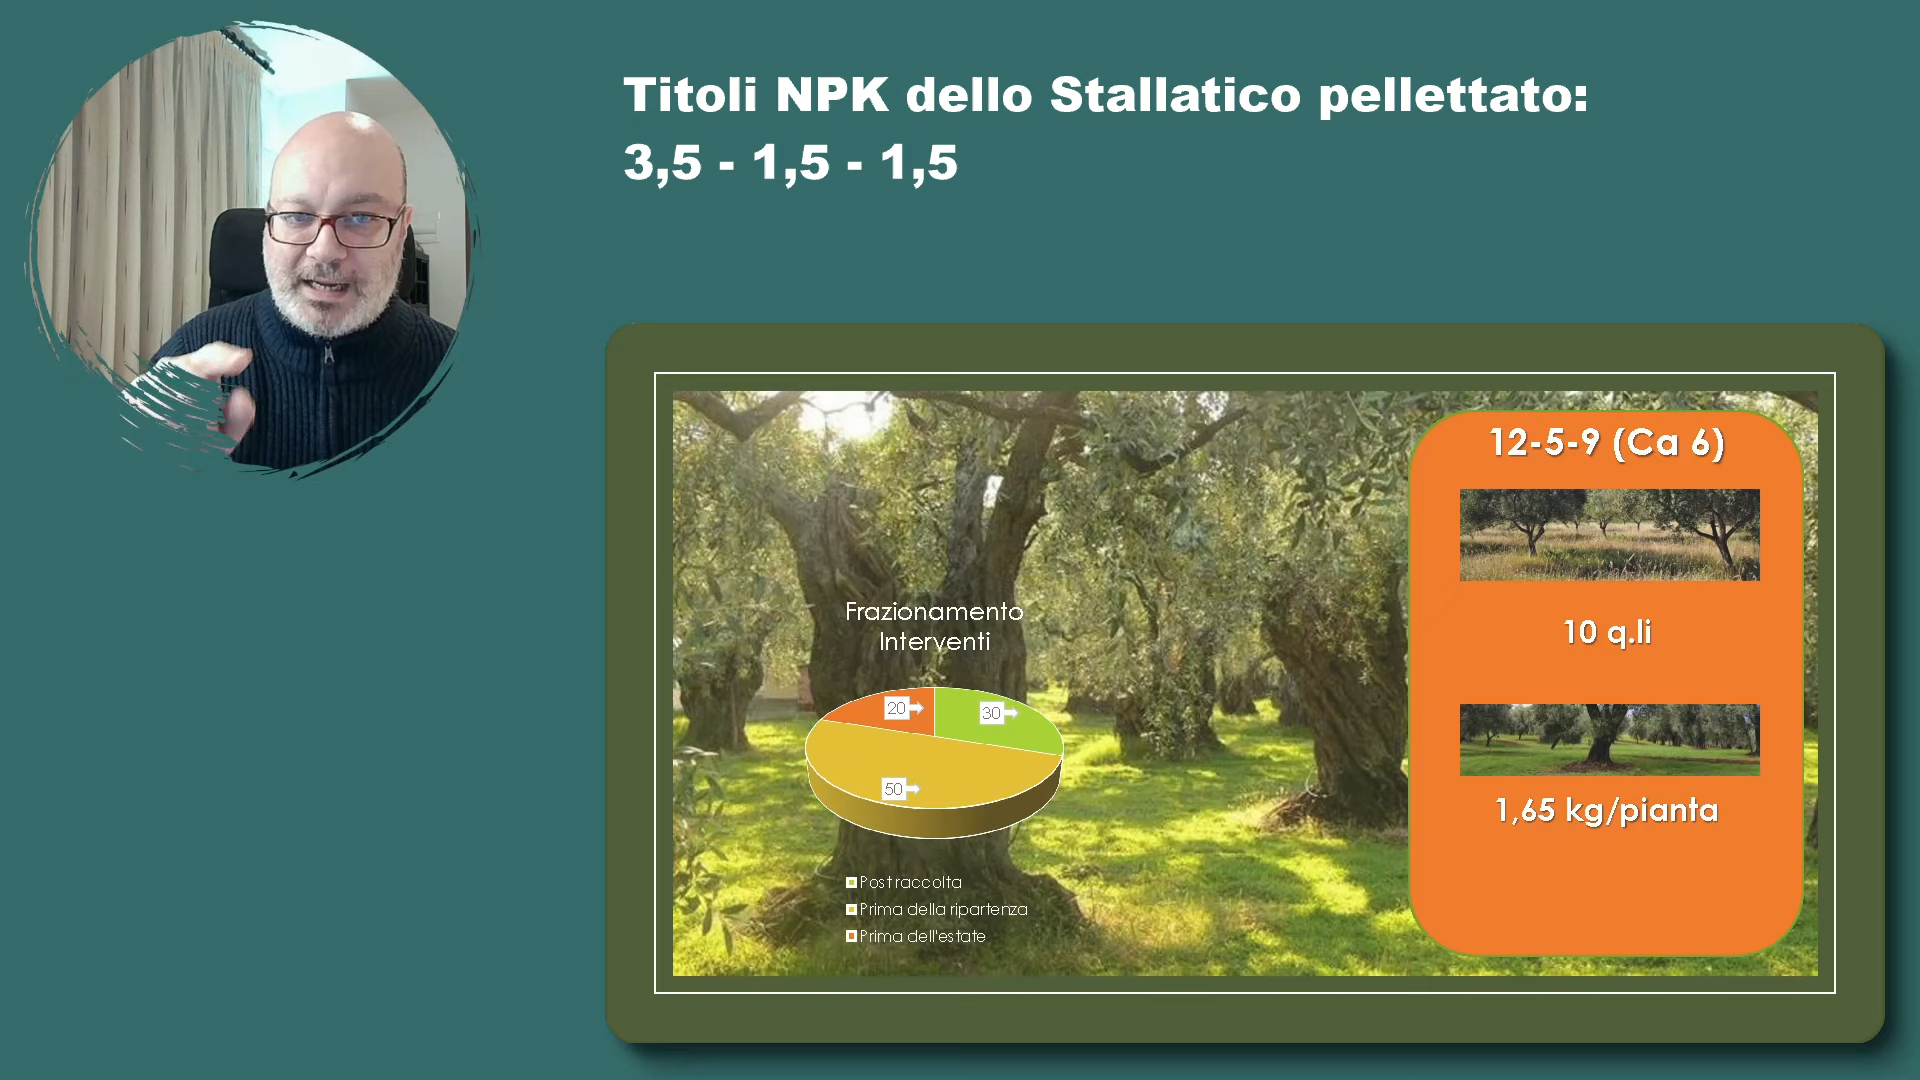 Titoli NPK dello Stallatico pellettato:
3,5 - 1,5 - 1,5
Frazionamento
Interventi
20
30
50
Post raccolta
Prima della ripartenza
Prima dell'estate
12-5-9 (Ca 6)
10 q.li
1,65 kg/pianta